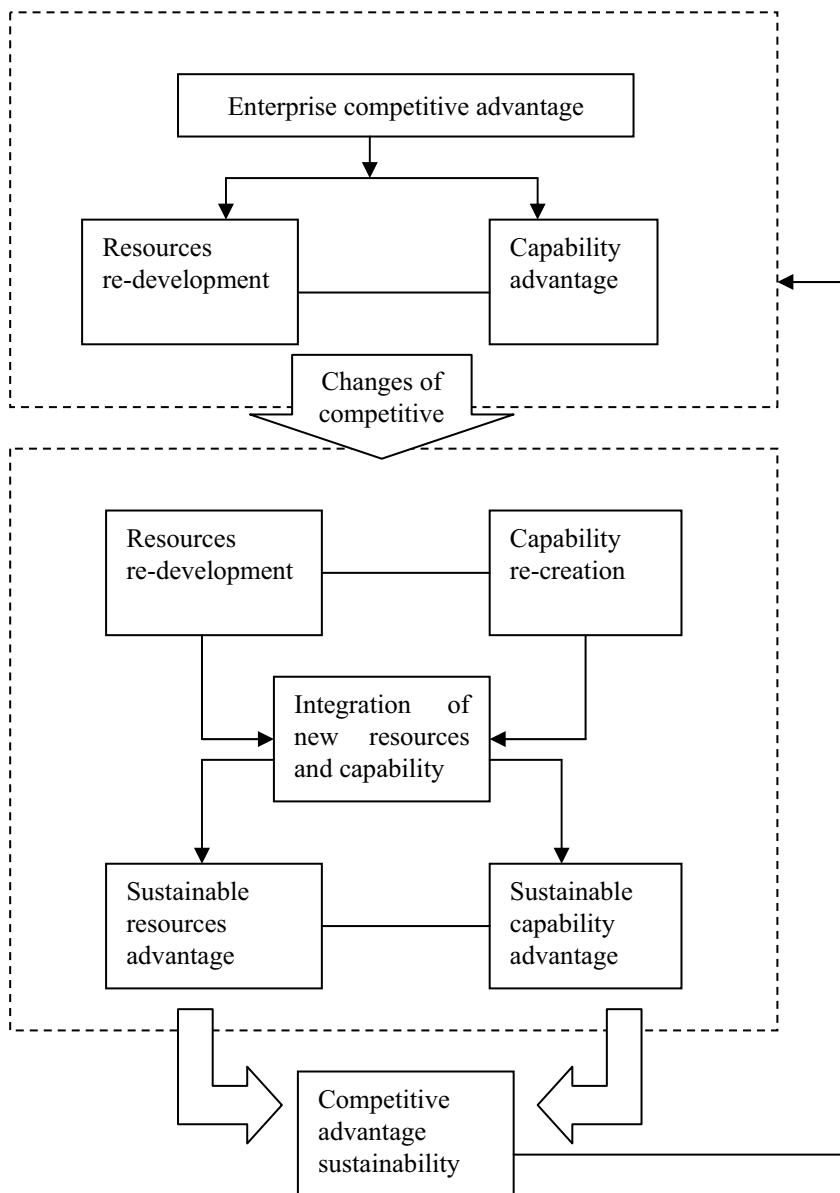 Enterprise competitive advantage
Resources
re-development
Capability
advantage
Changes of
competitive
Resources
re-development
Capability
re-creation
Integration of
new resources
and capability
Sustainable
resources
advantage
Sustainable
capability
advantage
Competitive
advantage
sustainability